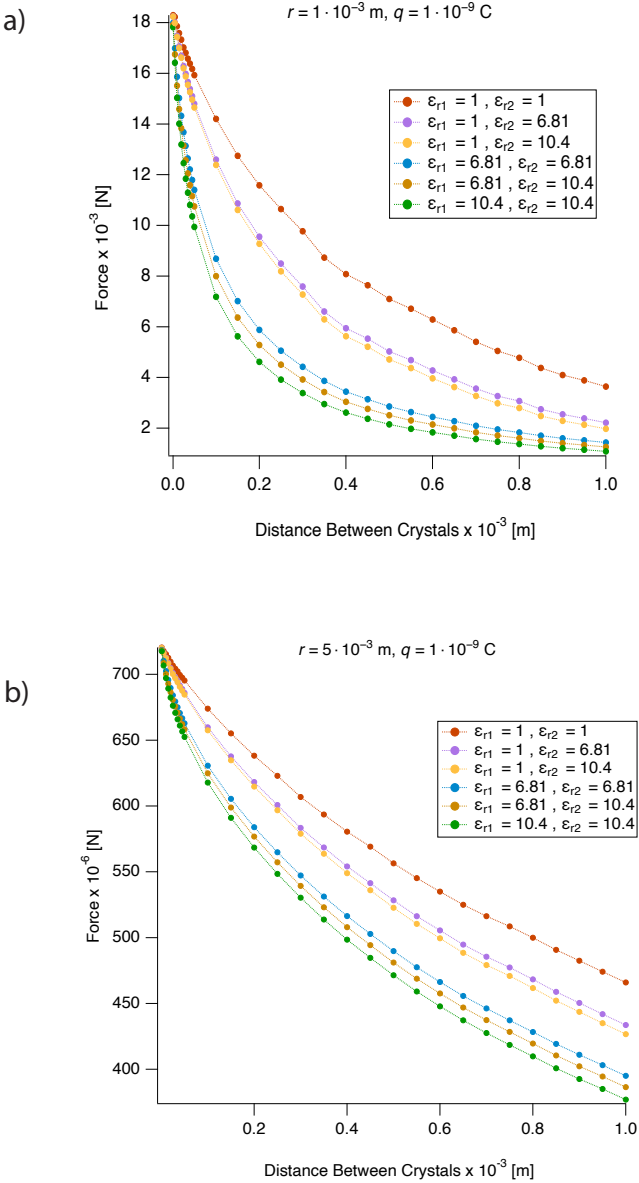 a)
r = 1 · 10⁻³ m, q = 1 · 10⁻⁹ C
18
16
14
12
10
8
6
4
2
Force x 10⁻³ [N]
εr1 = 1 , εr2 = 1
εr1 = 1 , εr2 = 6.81
εr1 = 1 , εr2 = 10.4
εr1 = 6.81 , εr2 = 6.81
εr1 = 6.81 , εr2 = 10.4
εr1 = 10.4 , εr2 = 10.4
0.0 0.2 0.4 0.6 0.8 1.0
Distance Between Crystals x 10⁻³ [m]
b)
r = 5 · 10⁻³ m, q = 1 · 10⁻⁹ C
700
650
600
550
500
450
400
Force x 10⁻⁶ [N]
εr1 = 1 , εr2 = 1
εr1 = 1 , εr2 = 6.81
εr1 = 1 , εr2 = 10.4
εr1 = 6.81 , εr2 = 6.81
εr1 = 6.81 , εr2 = 10.4
εr1 = 10.4 , εr2 = 10.4
0.2 0.4 0.6 0.8 1.0
Distance Between Crystals x 10⁻³ [m]